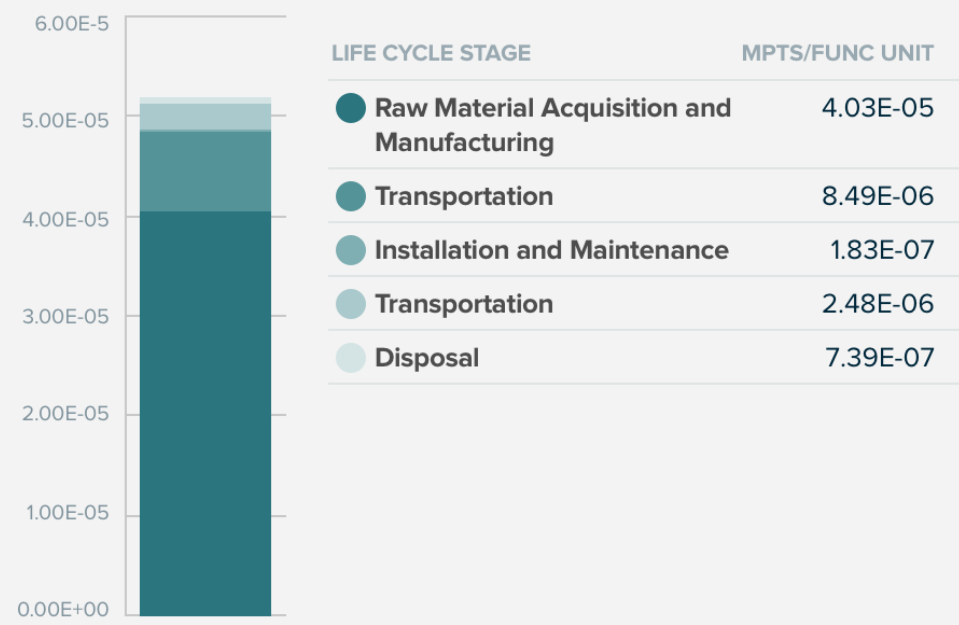 6.00E-5
5.00E-05
4.00E-05
3.00E-05
2.00E-05
1.00E-05
0.00E+00
LIFE CYCLE STAGE MPTS/FUNC UNIT
Raw Material Acquisition and 4.03E-05
Manufacturing
Transportation 8.49E-06
Installation and Maintenance 1.83E-07
Transportation 2.48E-06
Disposal 7.39E-07